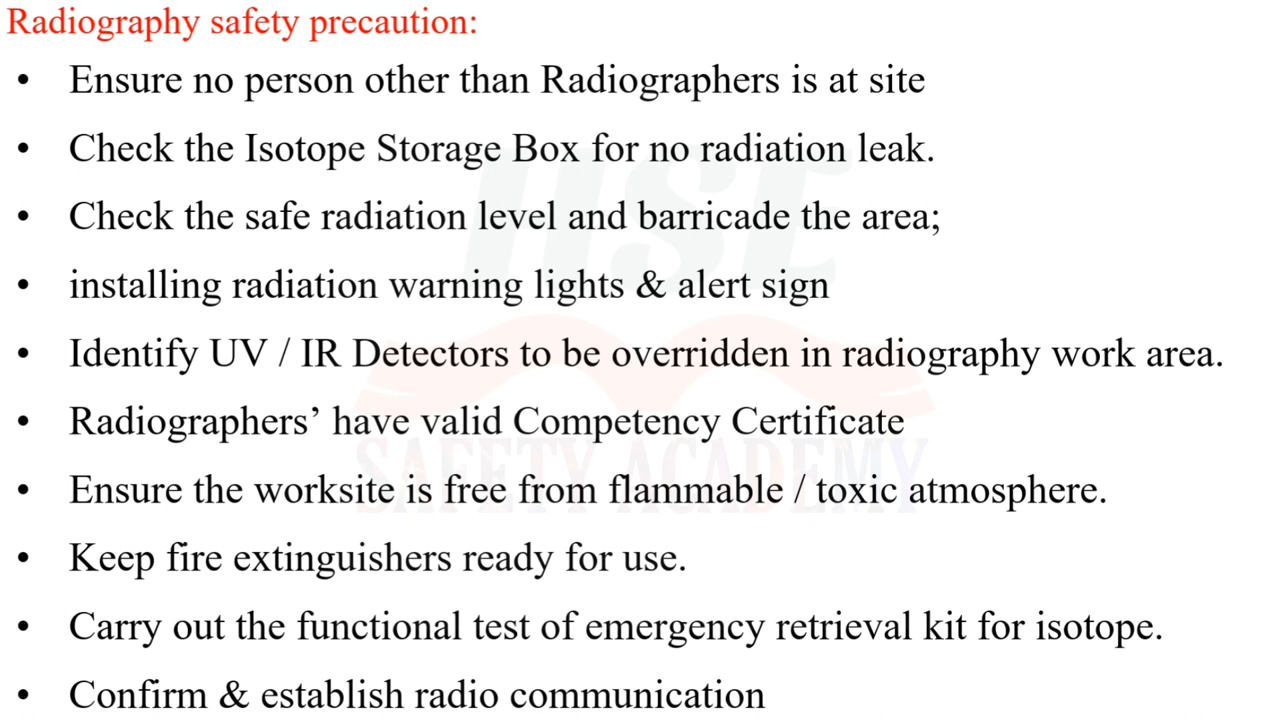 Radiography safety precaution:
• Ensure no person other than Radiographers is at site
• Check the Isotope Storage Box for no radiation leak.
• Check the safe radiation level and barricade the area;
• installing radiation warning lights & alert sign
• Identify UV / IR Detectors to be overridden in radiography work area.
• Radiographers’ have valid Competency Certificate
• Ensure the worksite is free from flammable / toxic atmosphere.
• Keep fire extinguishers ready for use.
• Carry out the functional test of emergency retrieval kit for isotope.
• Confirm & establish radio communication
HSE
SAFETY ACADEMY